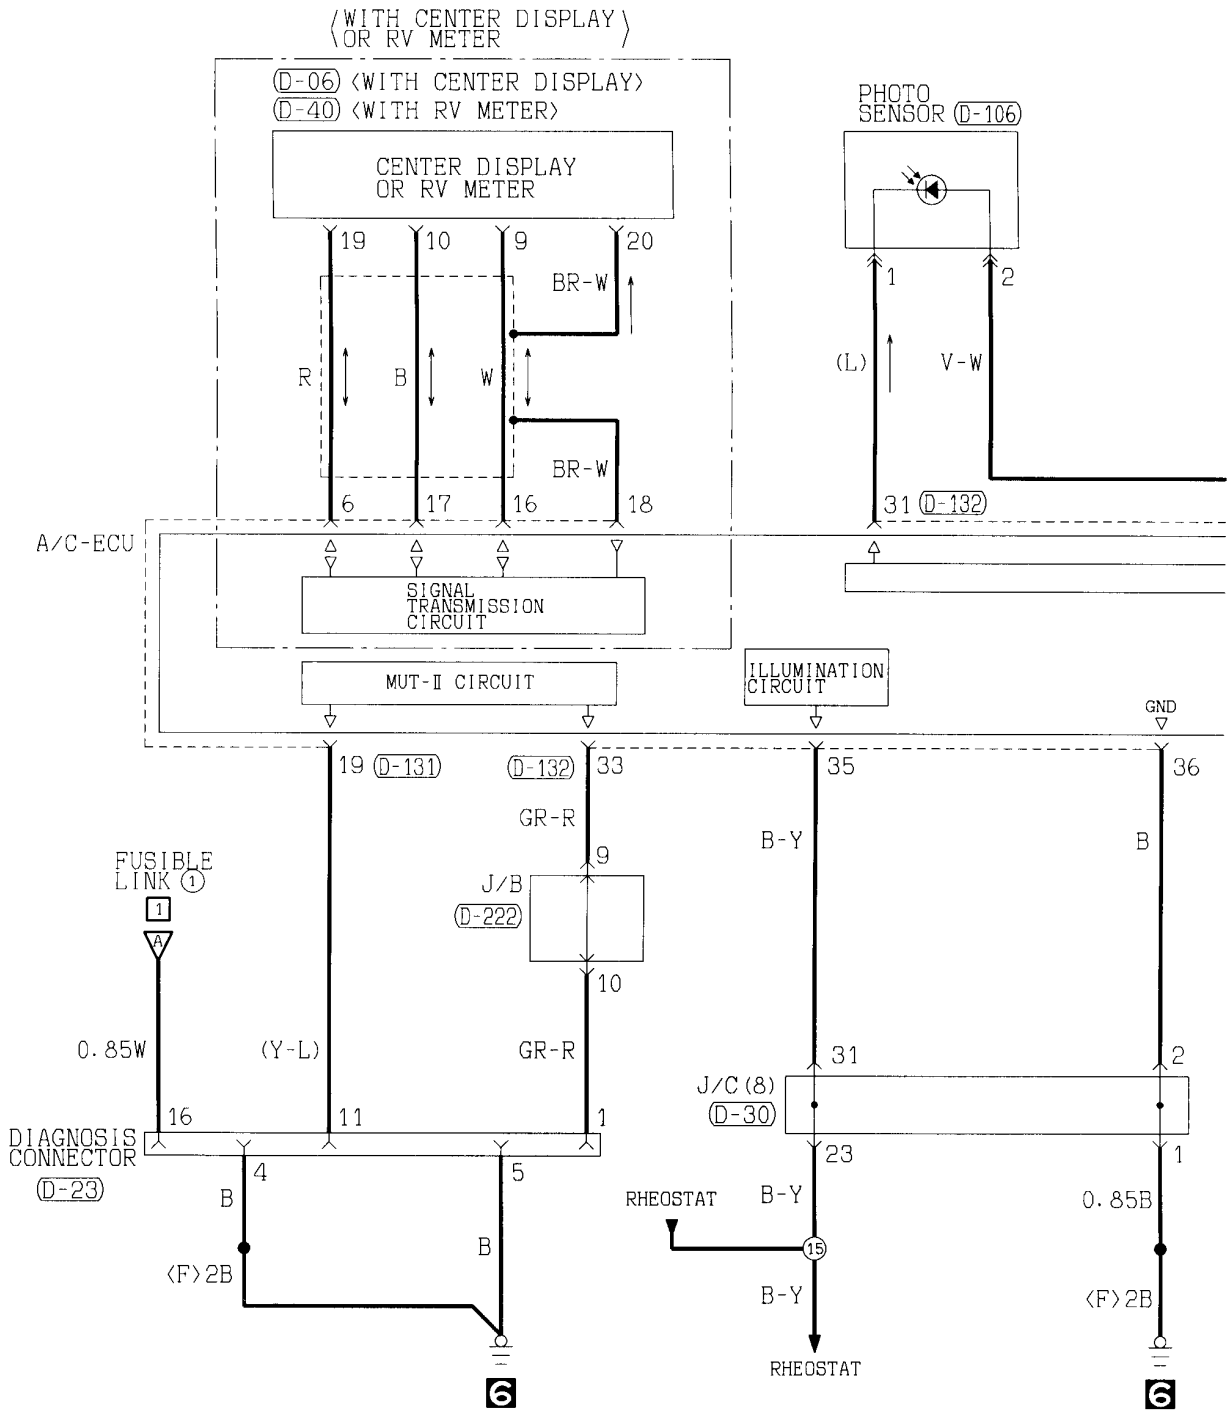 〈WITH CENTER DISPLAY
OR RV METER〉
(D-06) 〈WITH CENTER DISPLAY〉
(D-40) 〈WITH RV METER〉
CENTER DISPLAY
OR RV METER
PHOTO
SENSOR (D-106)
19 10 9 20
1 2
BR-W
R B W
(L) V-W
BR-W
6 17 16 18
31 (D-132)
A/C-ECU
SIGNAL
TRANSMISSION
CIRCUIT
MUT-Ⅱ CIRCUIT
ILLUMINATION
CIRCUIT
GND
19 (D-131)
(D-132) 33
35
36
GR-R
B-Y
B
9
FUSIBLE
LINK ①
1
A
J/B
(D-222)
10
0.85W
(Y-L)
GR-R
31
2
J/C(8)
(D-30)
16 11 1
DIAGNOSIS
CONNECTOR
(D-23)
4 5
23
1
B
RHEOSTAT
B-Y
0.85B
B
⑮
〈F〉2B
B-Y
〈F〉2B
RHEOSTAT
6
6